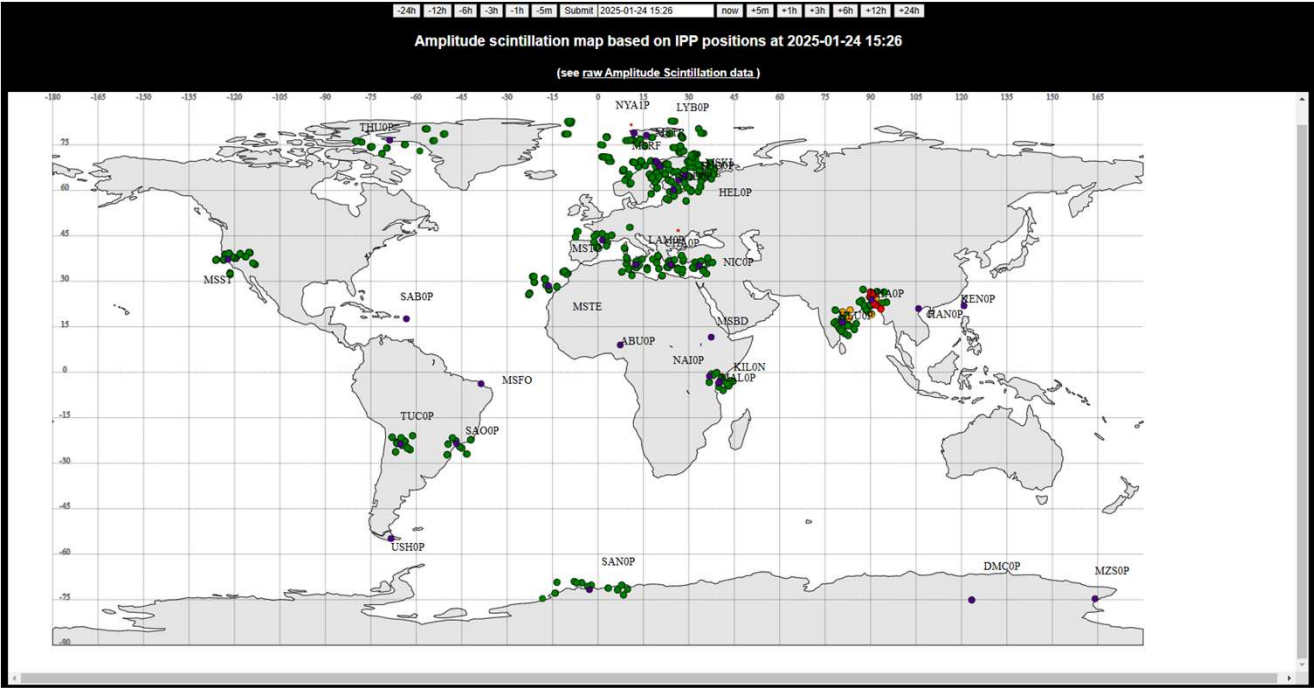 -24h -12h -6h -3h -1h -5m Submit 2025-01-24 15:26 now +5m +1h +3h +6h +12h +24h
Amplitude scintillation map based on IPP positions at 2025-01-24 15:26
(see raw Amplitude Scintillation data )
-180 -165 -150 -135 -120 -105 -90 -75 -60 -45 -30 -15 0 15 30 45 60 75 90 105 120 135 150 165
NYA1P LYB0P
THU0P
75
60
HEL0P
45
MSTE
NIC0P
30
MSST
SAB0P
MSTE
KEN0P
HAN0P
15
MSBD
ABU0P
NAI0P
KIL0N
MAL0P
0
MSFO
-15
TUC0P
SAO0P
-30
-45
USH0P
-60
SAN0P
DMC0P
MZS0P
-75
-90